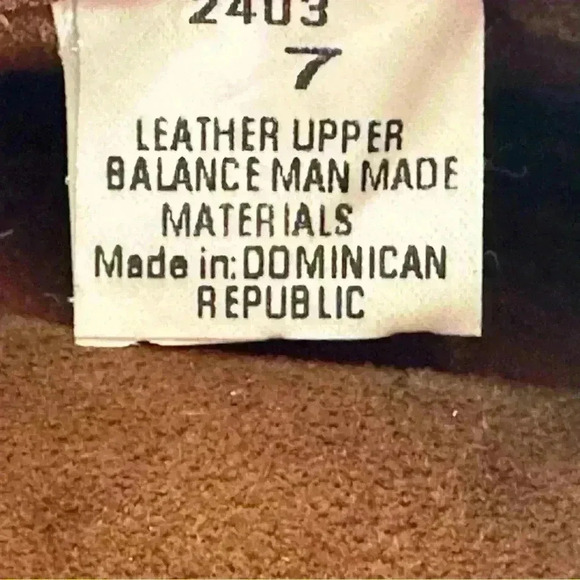 2403
7
LEATHER UPPER
BALANCE MAN MADE
MATERIALS
Made in: DOMINICAN
REPUBLIC